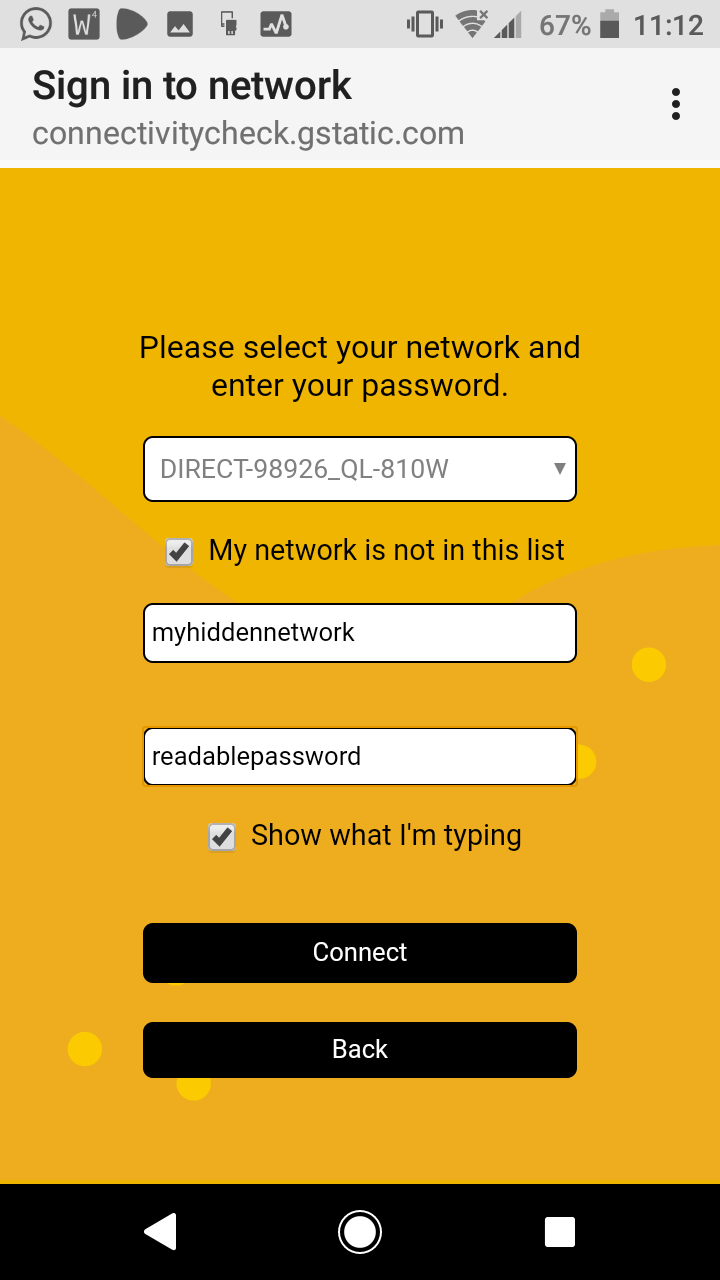 W4
67%
11:12
Sign in to network
connectivitycheck.gstatic.com
Please select your network and
enter your password.
DIRECT-98926_QL-810W
My network is not in this list
myhiddennetwork
readablepassword
Show what I'm typing
Connect
Back